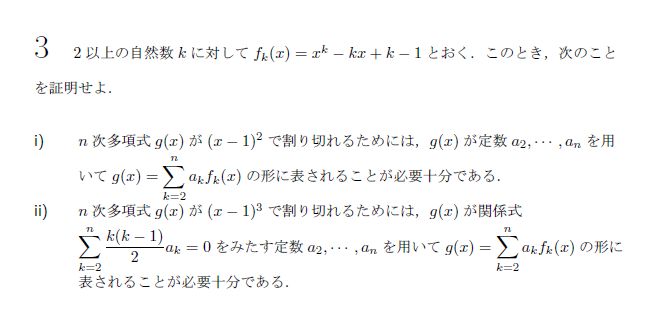 3 2以上の自然数 k に対して f_k(x) = x^k − kx + k − 1 とおく．このとき，次のこと
を証明せよ．
i) n 次多項式 g(x) が (x − 1)^2 で割り切れるためには，g(x) が定数 a_2, ⋯ , a_n を用
いて g(x) = ∑_{k=2}^{n} a_k f_k(x) の形に表されることが必要十分である．
ii) n 次多項式 g(x) が (x − 1)^3 で割り切れるためには，g(x) が関係式
∑_{k=2}^{n} \frac{k(k − 1)}{2} a_k = 0 をみたす定数 a_2, ⋯ , a_n を用いて g(x) = ∑_{k=2}^{n} a_k f_k(x) の形に
表されることが必要十分である．